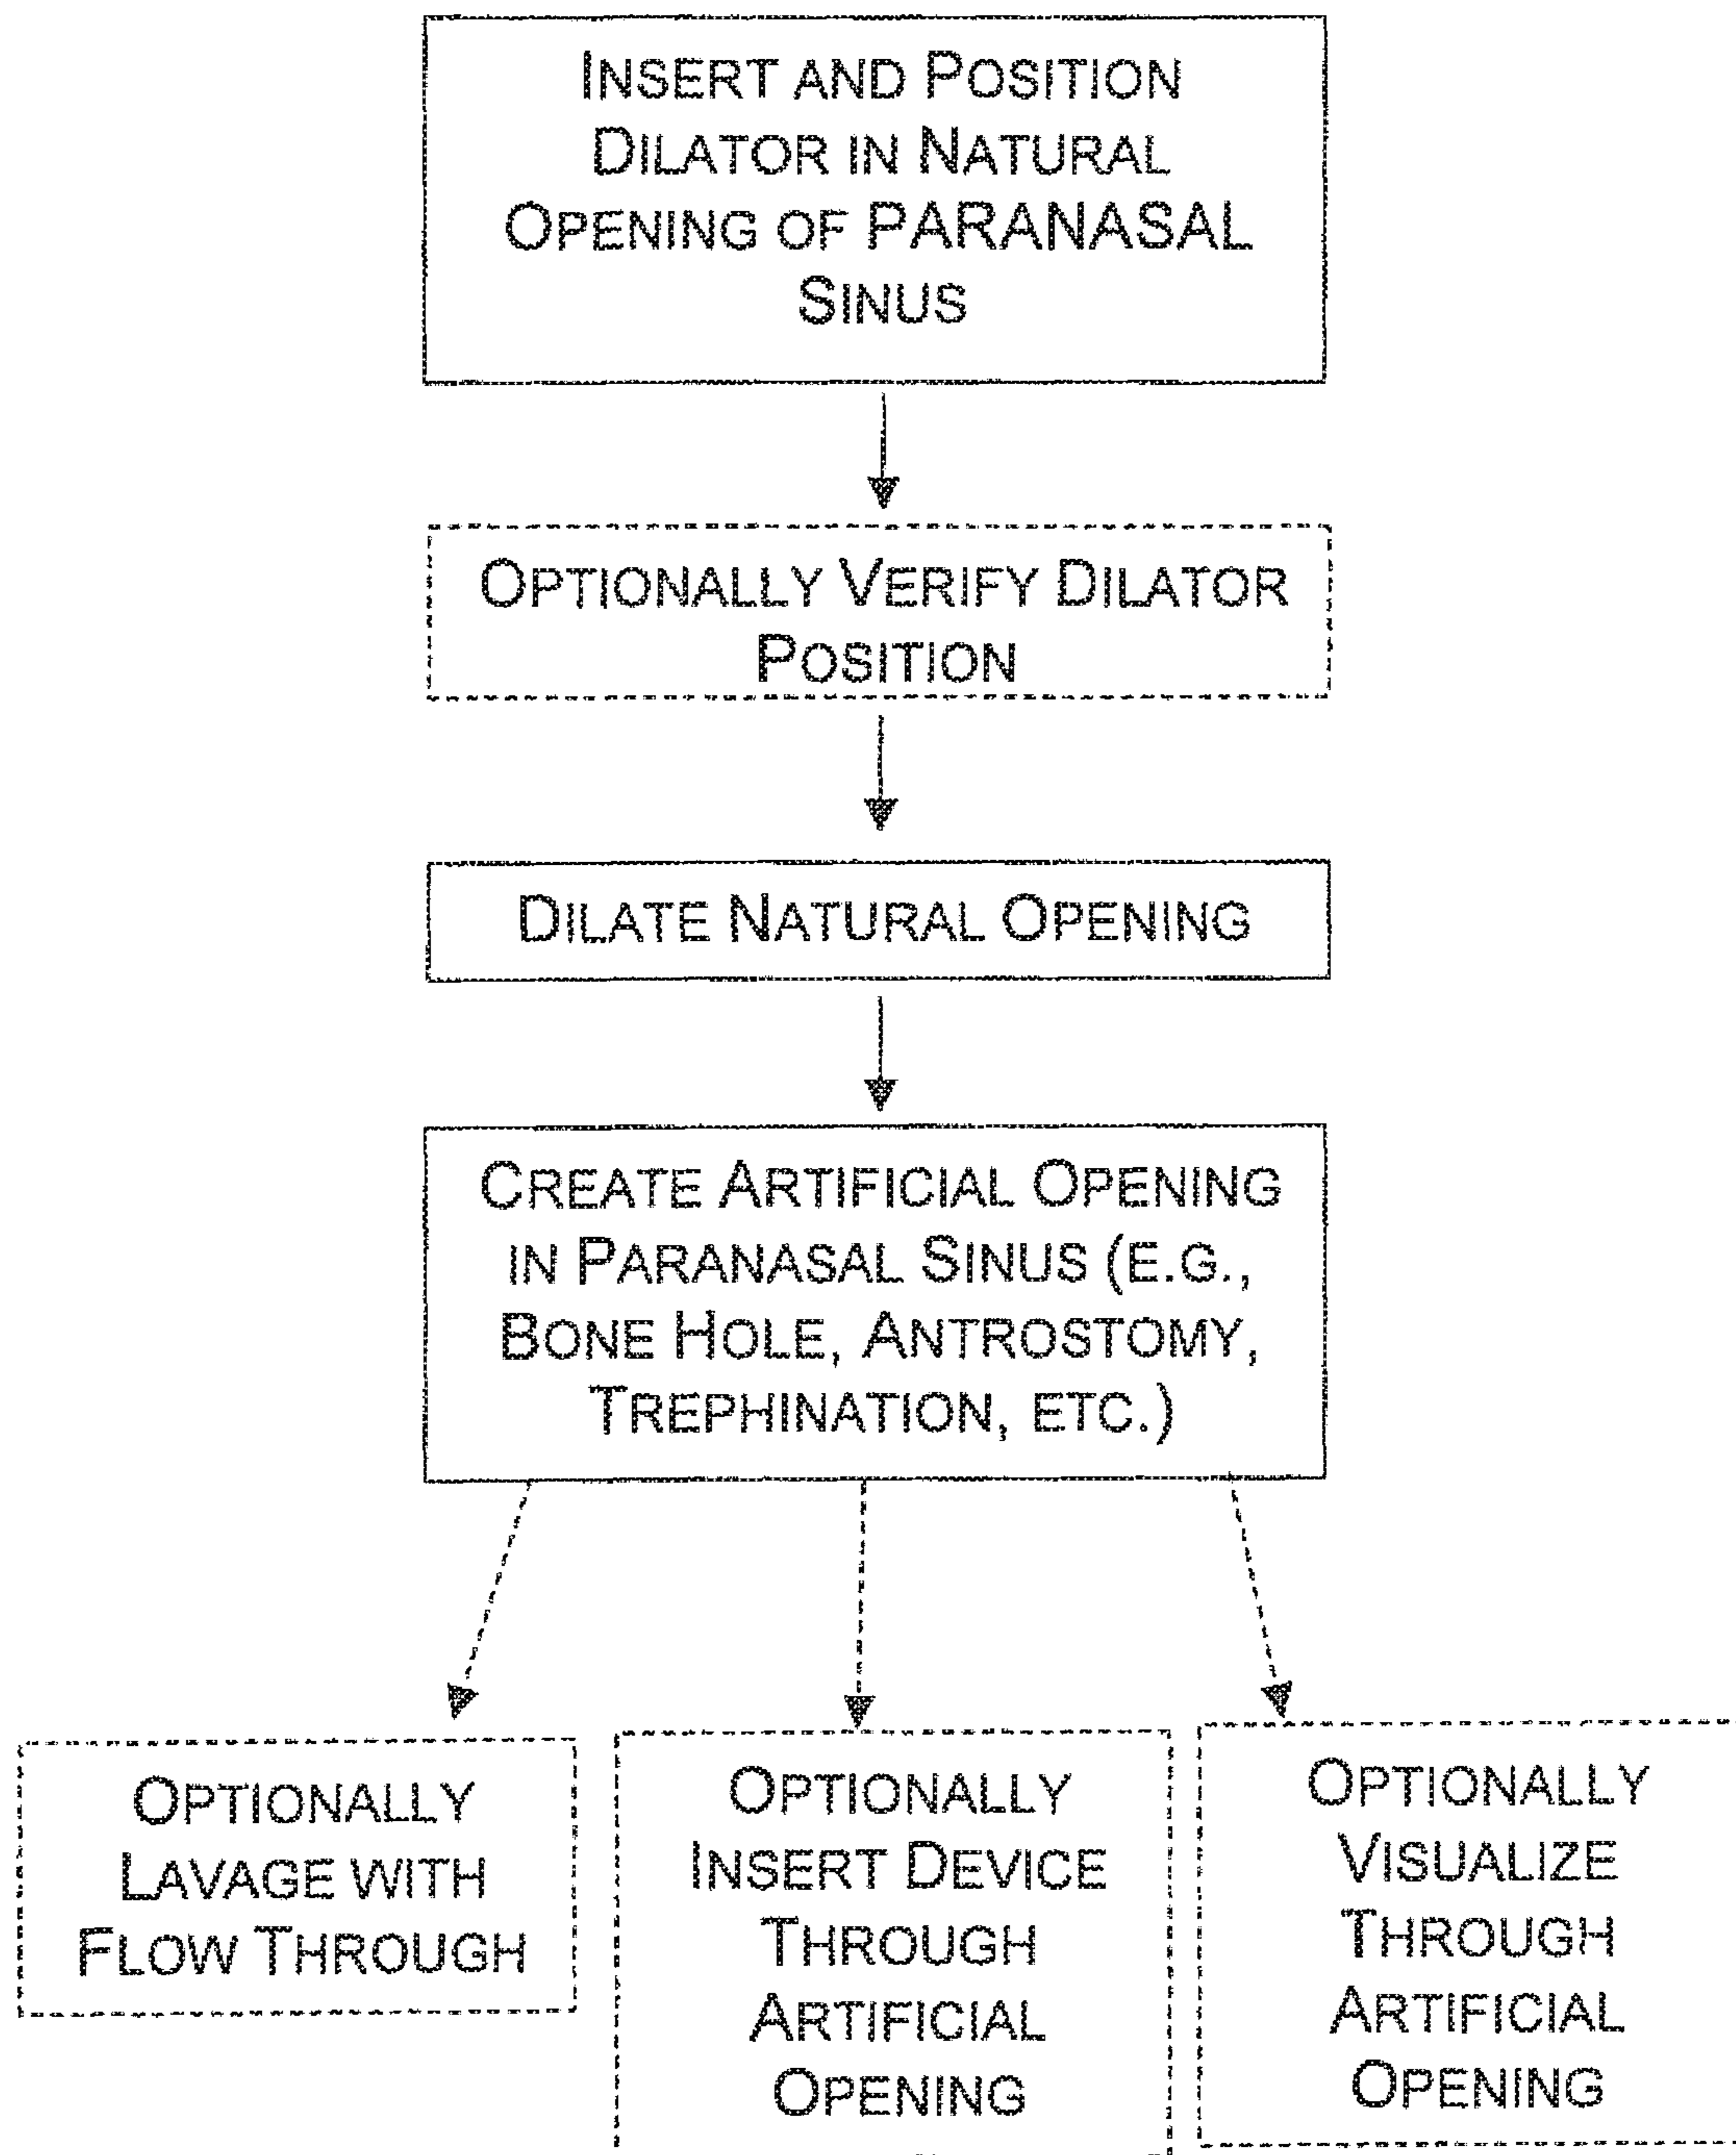 INSERT AND POSITION
DILATOR IN NATURAL
OPENING OF PARANASAL
SINUS
OPTIONALLY VERIFY DILATOR
POSITION
DILATE NATURAL OPENING
CREATE ARTIFICIAL OPENING
IN PARANASAL SINUS (E.G.,
BONE HOLE, ANTROSTOMY,
TREPHINATION, ETC.)
OPTIONALLY
LAVAGE WITH
FLOW THROUGH
OPTIONALLY
INSERT DEVICE
THROUGH
ARTIFICIAL
OPENING
OPTIONALLY
VISUALIZE
THROUGH
ARTIFICIAL
OPENING